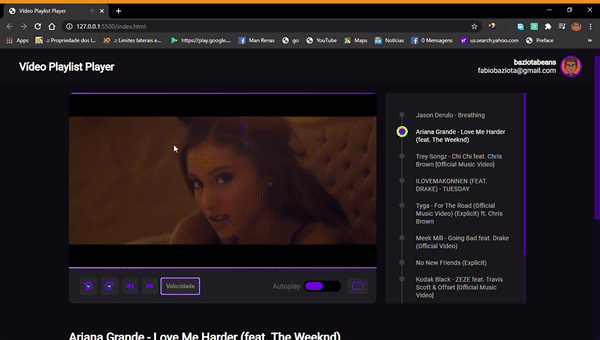 Vídeo Playlist Player
127.0.0.1:5500/index.html
Apps
.:: Propriedade dos l
.:: Limites laterais e...
https://play.google...
Man Renas
go
YouTube
Maps
Notícias
0 Mensagens
us.search.yahoo.com
Preface
Vídeo Playlist Player
baziotabeans
fabiobaziota@gmail.com
Jason Derulo - Breathing
Ariana Grande - Love Me Harder
(feat. The Weeknd)
Trey Songz - Chi Chi feat. Chris
Brown [Official Music Video]
ILOVEMAKONNEN (FEAT.
DRAKE) - TUESDAY
Tyga - For The Road (Official
Music Video) (Explicit) ft. Chris
Brown
Meek Mill - Going Bad feat. Drake
(Official Video)
No New Friends (Explicit)
Kodak Black - ZEZE feat. Travis
Scott & Offset [Official Music
Video]
Velocidade
Autoplay
Ariana Grande - Love Me Harder (feat. The Weeknd)